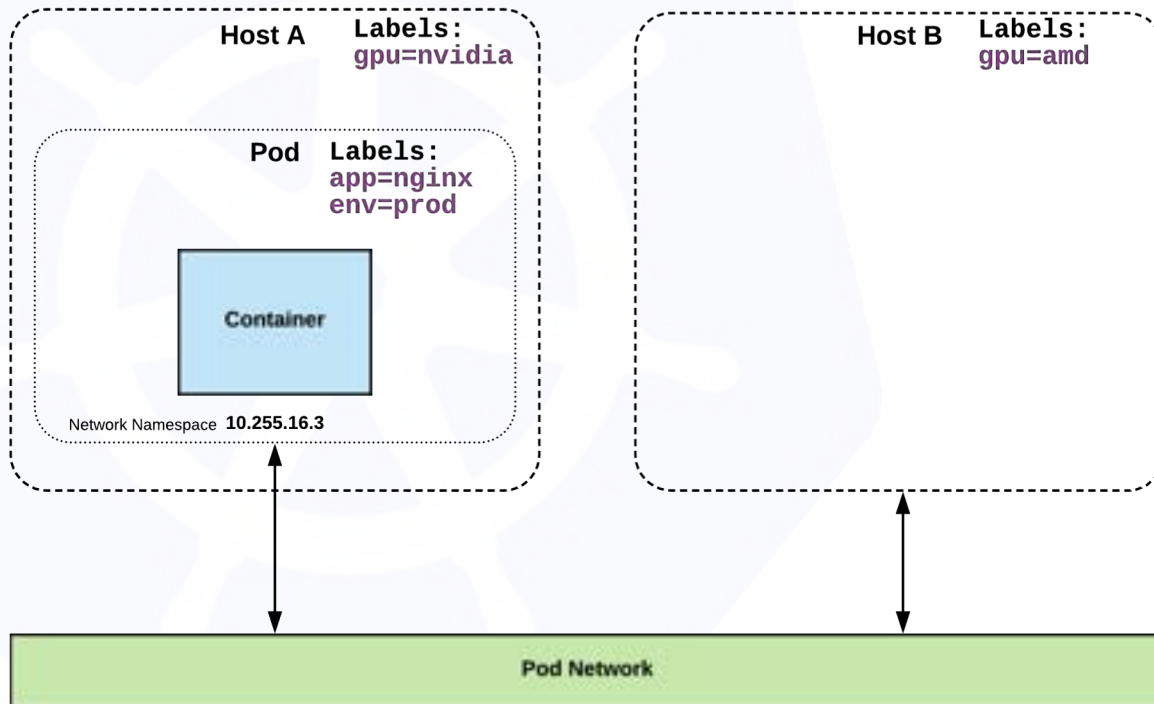 Host A
Labels:
gpu=nvidia
Host B
Labels:
gpu=amd
Pod
Labels:
app=nginx
env=prod
Container
Network Namespace 10.255.16.3
Pod Network